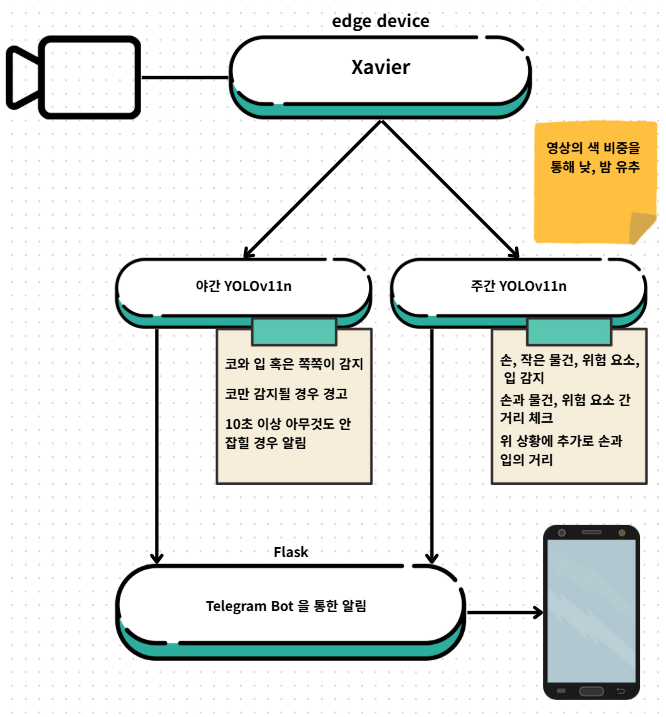 edge device
Xavier
영상의 색 비중을
통해 낮, 밤 유추
야간 YOLOv11n
주간 YOLOv11n
코와 입 혹은 쪽쪽이 감지
코만 감지될 경우 경고
10초 이상 아무것도 안
잡힐 경우 알림
손, 작은 물건, 위험 요소,
입 감지
손과 물건, 위험 요소 간
거리 체크
위 상황에 추가로 손과
입의 거리
Flask
Telegram Bot 을 통한 알림